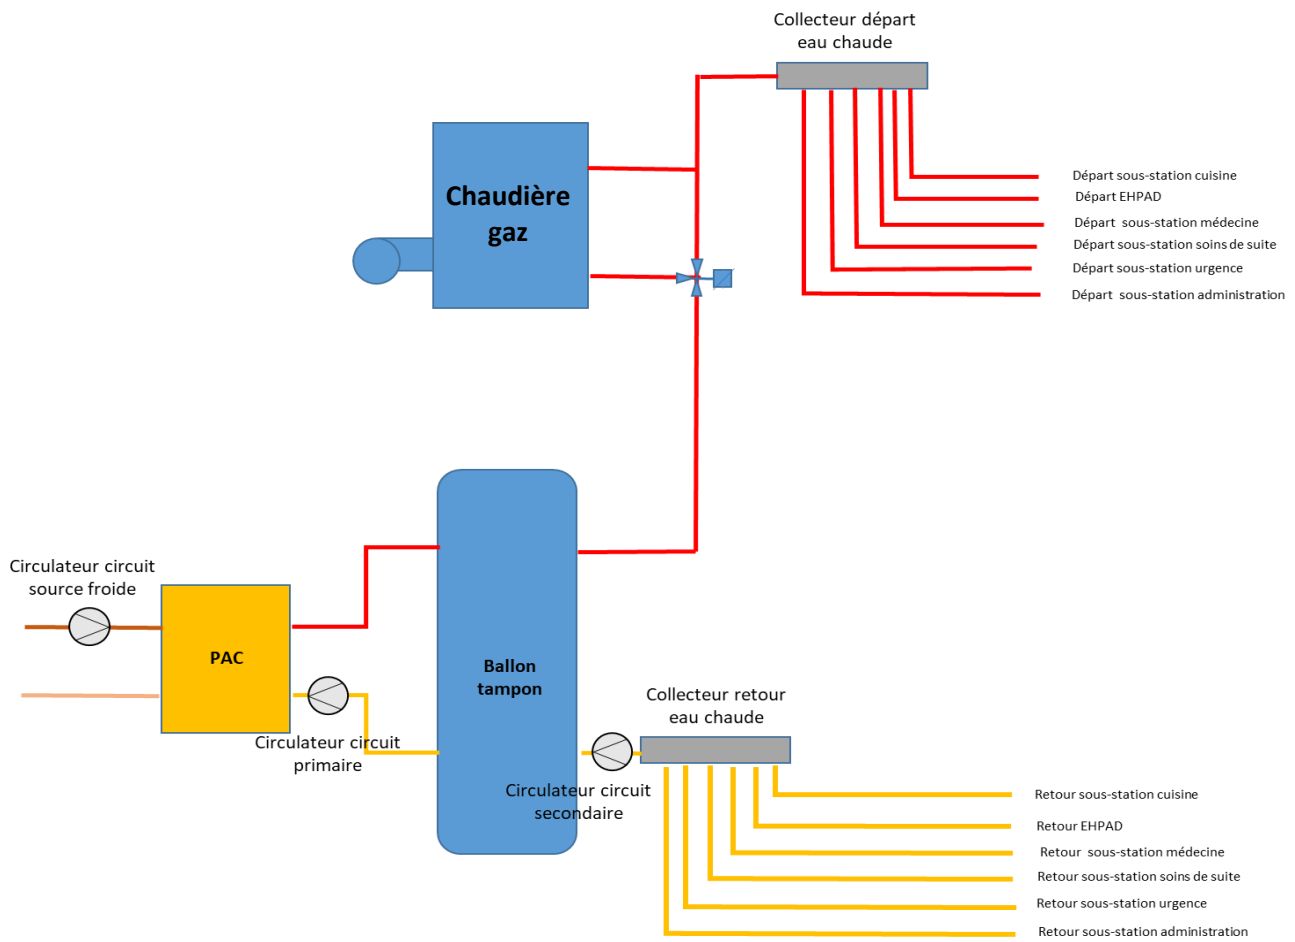 Collecteur départ
eau chaude
Chaudière
gaz
Départ sous-station cuisine
Départ EHPAD
Départ sous-station médecine
Départ sous-station soins de suite
Départ sous-station urgence
Départ sous-station administration
Circulateur circuit
source froide
PAC
Ballon
tampon
Circulateur circuit
primaire
Collecteur retour
eau chaude
Circulateur circuit
secondaire
Retour sous-station cuisine
Retour EHPAD
Retour sous-station médecine
Retour sous-station soins de suite
Retour sous-station urgence
Retour sous-station administration